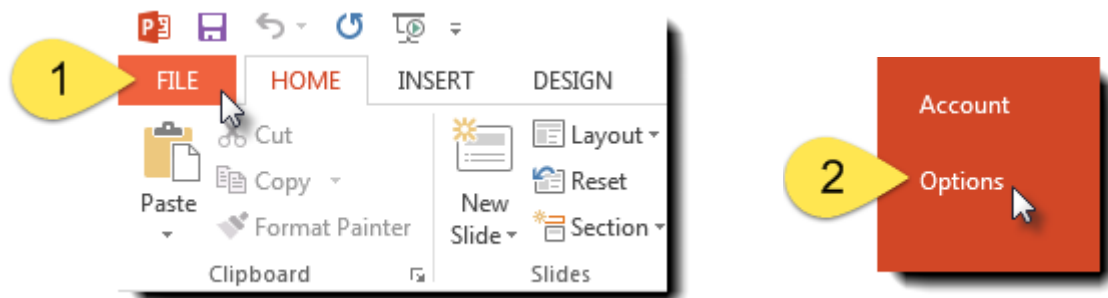 1
FILE HOME INSERT DESIGN
Paste
Cut
Copy
Format Painter
Clipboard
New
Slide
Layout
Reset
Section
Slides
2
Account
Options